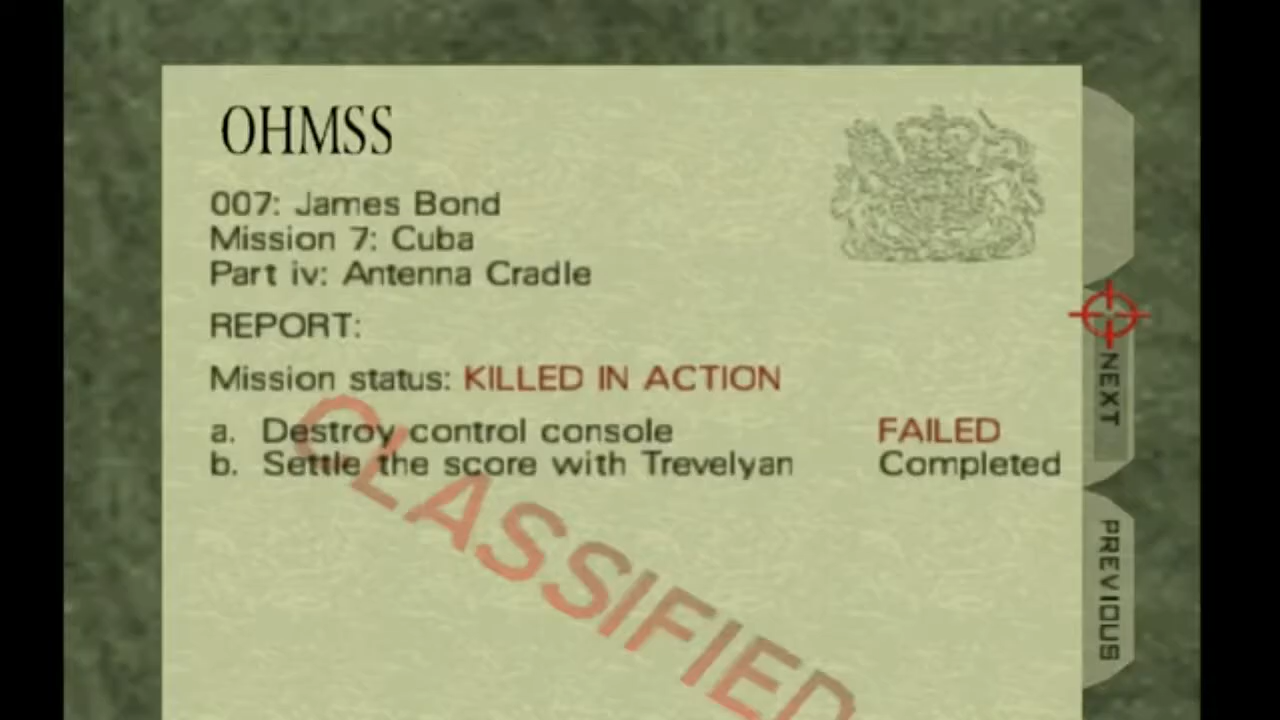 OHMSS
007: James Bond
Mission 7: Cuba
Part iv: Antenna Cradle
REPORT:
Mission status: KILLED IN ACTION
a. Destroy control console FAILED
b. Settle the score with Trevelyan Completed
CLASSIFIED
NEXT
PREVIOUS